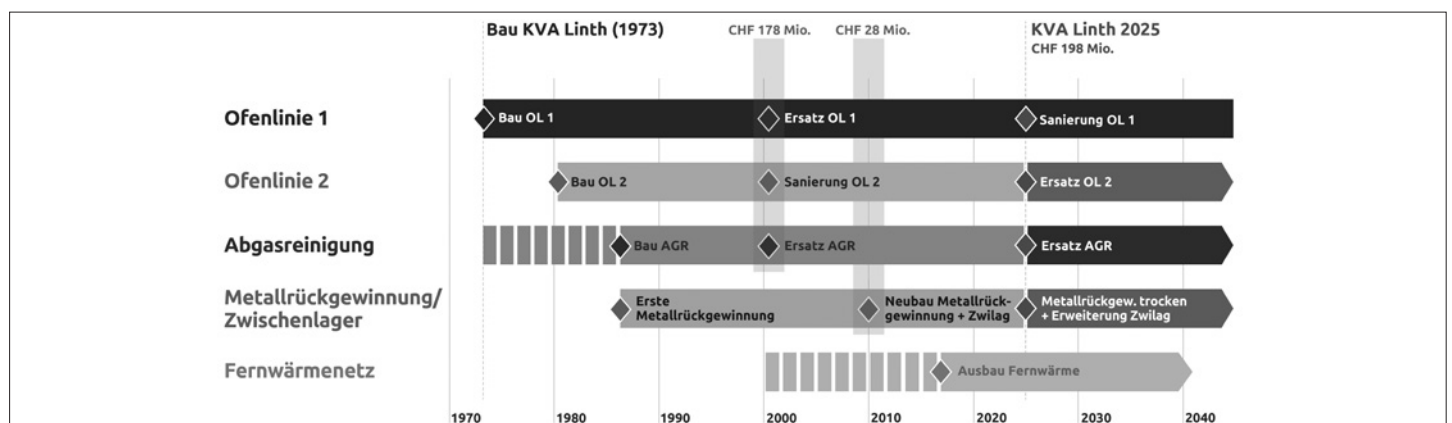 Bau KVA Linth (1973)
CHF 178 Mio.
CHF 28 Mio.
KVA Linth 2025
CHF 198 Mio.
Ofenlinie 1
Bau OL 1
Ersatz OL 1
Sanierung OL 1
Ofenlinie 2
Bau OL 2
Sanierung OL 2
Ersatz OL 2
Abgasreinigung
Bau AGR
Ersatz AGR
Ersatz AGR
Metallrückgewinnung/
Zwischenlager
Erste
Metallrückgewinnung
Neubau Metallrück-
gewinnung + Zwilag
Metallrückgew. trocken
+ Erweiterung Zwilag
Fernwärmenetz
Ausbau Fernwärme
1970
1980
1990
2000
2010
2020
2030
2040